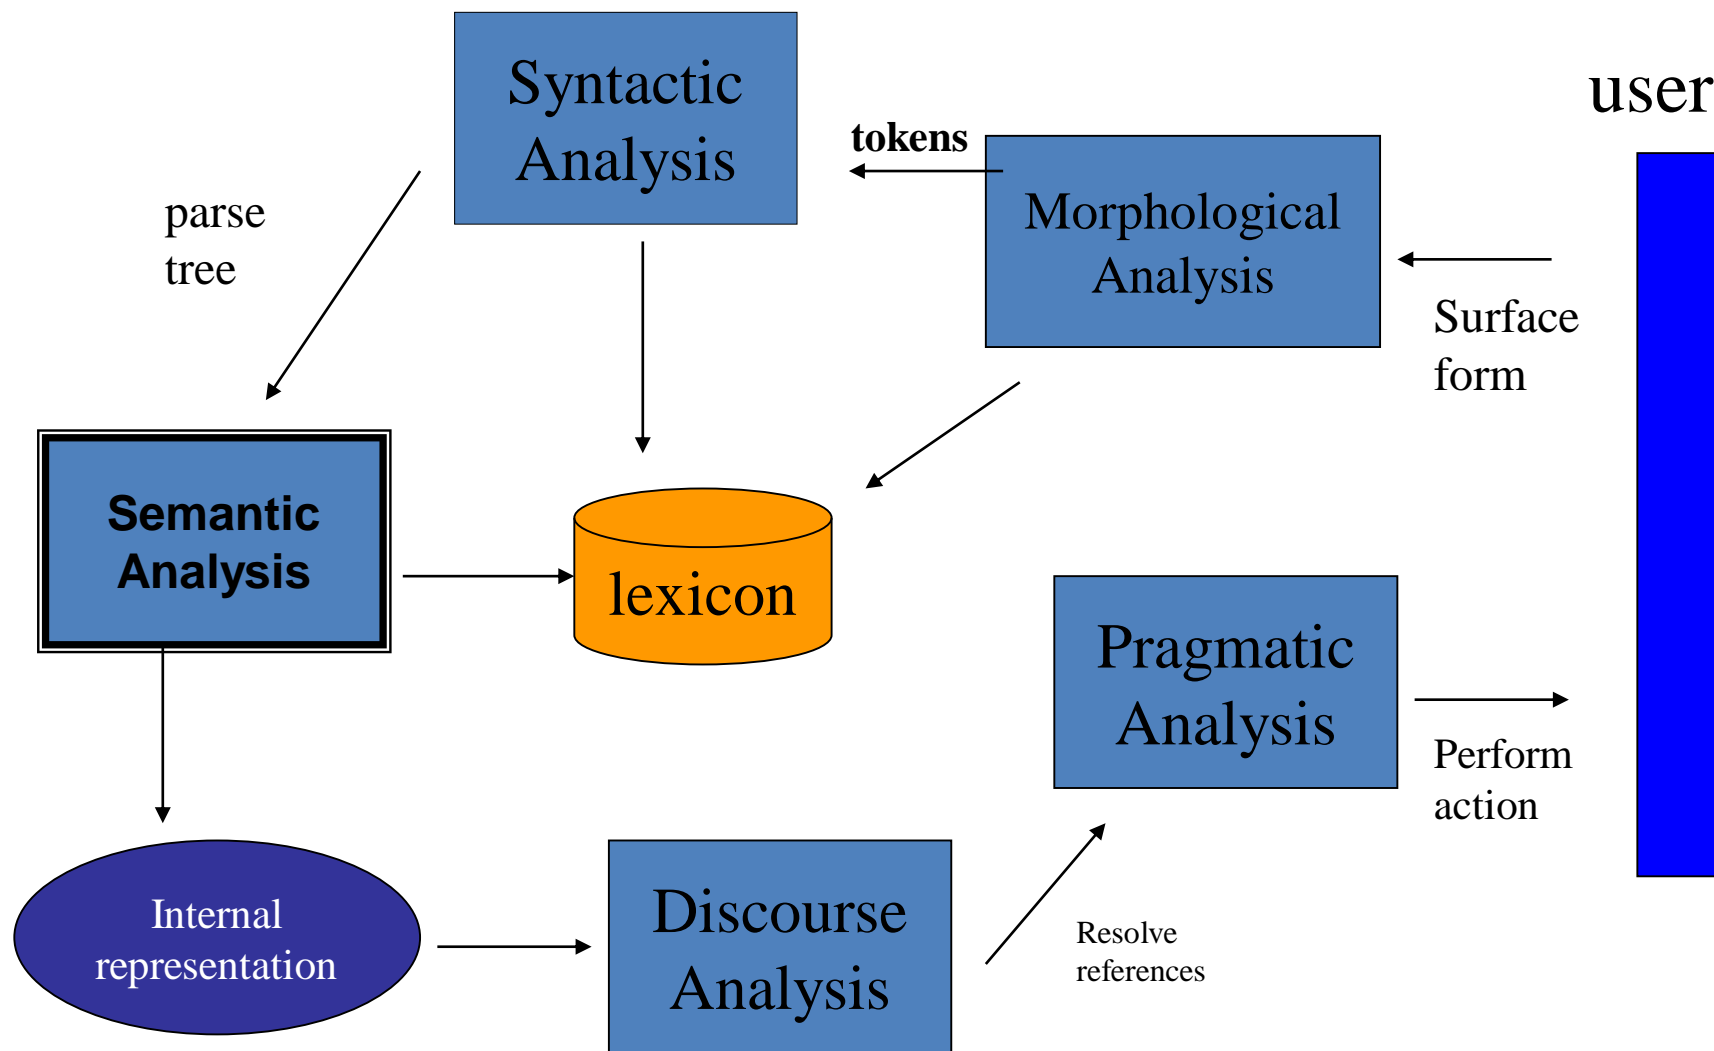 Syntactic
Analysis
user
tokens
Morphological
Analysis
parse
tree
Surface
form
Semantic
Analysis
lexicon
Pragmatic
Analysis
Perform
action
Internal
representation
Discourse
Analysis
Resolve
references